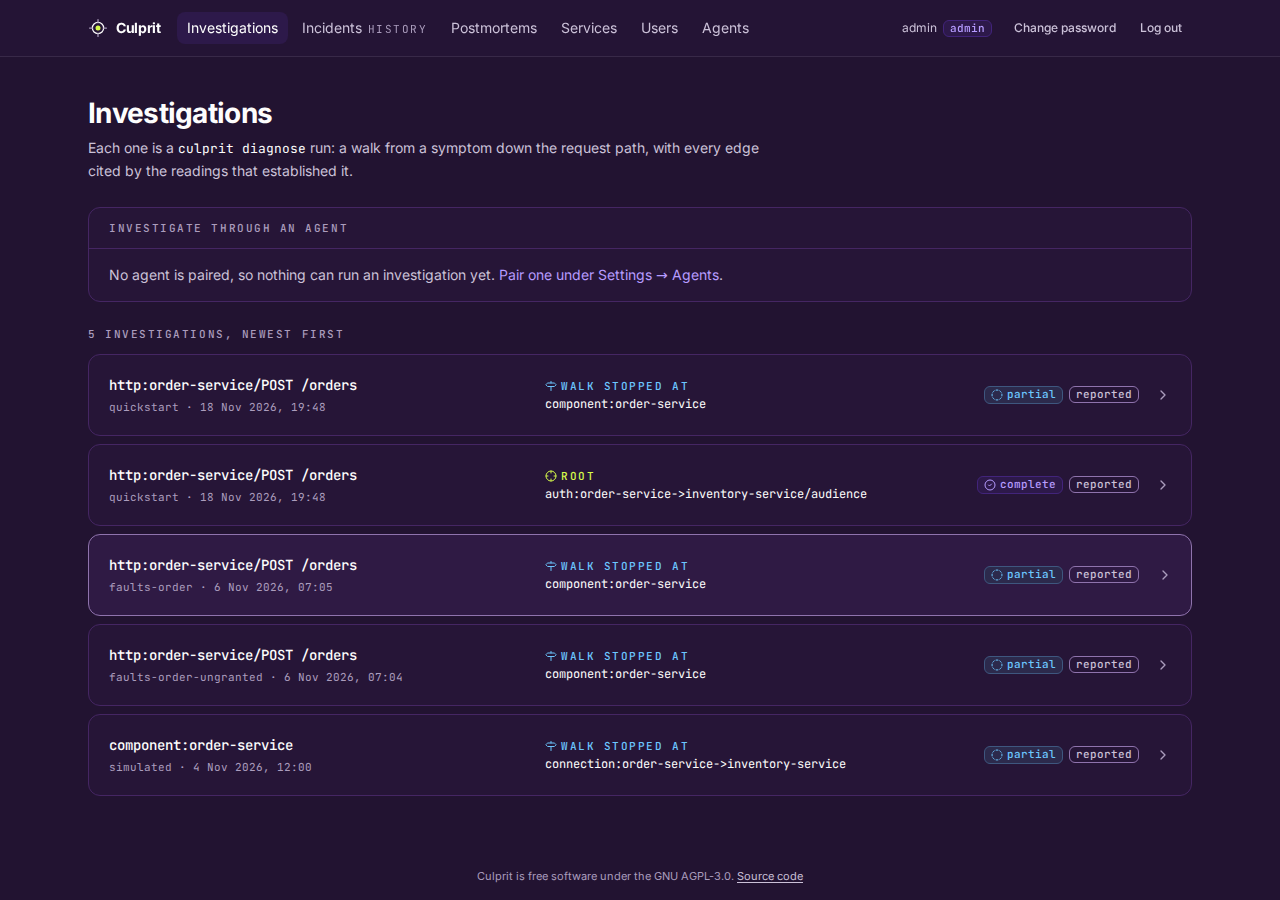 Culprit Investigations Incidents HISTORY Postmortems Services Users Agents admin admin Change password Log out
Investigations
Each one is a culprit diagnose run: a walk from a symptom down the request path, with every edge
cited by the readings that established it.
INVESTIGATE THROUGH AN AGENT
No agent is paired, so nothing can run an investigation yet. Pair one under Settings → Agents.
5 INVESTIGATIONS, NEWEST FIRST
http:order-service/POST /orders
quickstart · 18 Nov 2026, 19:48
WALK STOPPED AT
component:order-service
partial reported
http:order-service/POST /orders
quickstart · 18 Nov 2026, 19:48
ROOT
auth:order-service->inventory-service/audience
complete reported
http:order-service/POST /orders
faults-order · 6 Nov 2026, 07:05
WALK STOPPED AT
component:order-service
partial reported
http:order-service/POST /orders
faults-order-ungranted · 6 Nov 2026, 07:04
WALK STOPPED AT
component:order-service
partial reported
component:order-service
simulated · 4 Nov 2026, 12:00
WALK STOPPED AT
connection:order-service->inventory-service
partial reported
Culprit is free software under the GNU AGPL-3.0. Source code